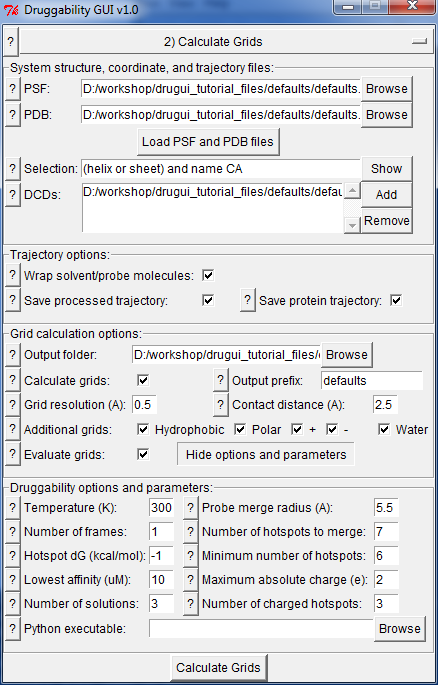 Druggability GUI v1.0
? 2) Calculate Grids
System structure, coordinate, and trajectory files:
? PSF: D:/workshop/drugui_tutorial_files/defaults/defaults. Browse
? PDB: D:/workshop/drugui_tutorial_files/defaults/defaults. Browse
Load PSF and PDB files
? Selection: (helix or sheet) and name CA Show
? DCDs: D:/workshop/drugui_tutorial_files/defaults/defau Add
Remove
Trajectory options:
? Wrap solvent/probe molecules:
? Save processed trajectory: ? Save protein trajectory:
Grid calculation options:
? Output folder: D:/workshop/drugui_tutorial_files/ Browse
? Calculate grids: ? Output prefix: defaults
? Grid resolution (A): 0.5 ? Contact distance (A): 2.5
? Additional grids: Hydrophobic Polar + - Water
? Evaluate grids: Hide options and parameters
Druggability options and parameters:
? Temperature (K): 300 ? Probe merge radius (A): 5.5
? Number of frames: 1 ? Number of hotspots to merge: 7
? Hotspot dG (kcal/mol): -1 ? Minimum number of hotspots: 6
? Lowest affinity (uM): 10 ? Maximum absolute charge (e): 2
? Number of solutions: 3 ? Number of charged hotspots: 3
? Python executable: Browse
Calculate Grids